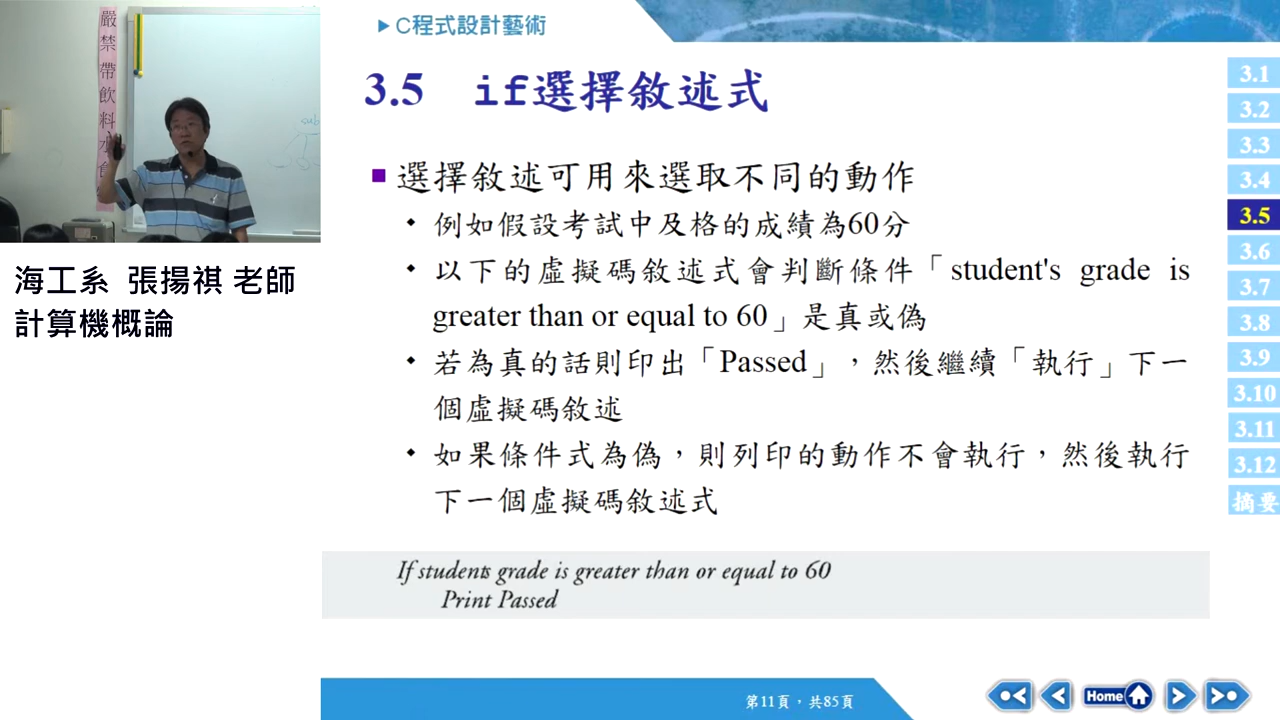 嚴禁帶飲料
海工系 張揚祺 老師
計算機概論
C程式設計藝術
3.5 if選擇敘述式
選擇敘述可用來選取不同的動作
例如假設考試中及格的成績為60分
以下的虛擬碼敘述式會判斷條件「student's grade is
greater than or equal to 60」是真或偽
若為真的話則印出「Passed」，然後繼續「執行」下一
個虛擬碼敘述
如果條件式為偽，則列印的動作不會執行，然後執行
下一個虛擬碼敘述式
If students grade is greater than or equal to 60
Print Passed
3.1
3.2
3.3
3.4
3.5
3.6
3.7
3.8
3.9
3.10
3.11
3.12
摘要
第11頁，共85頁
Home